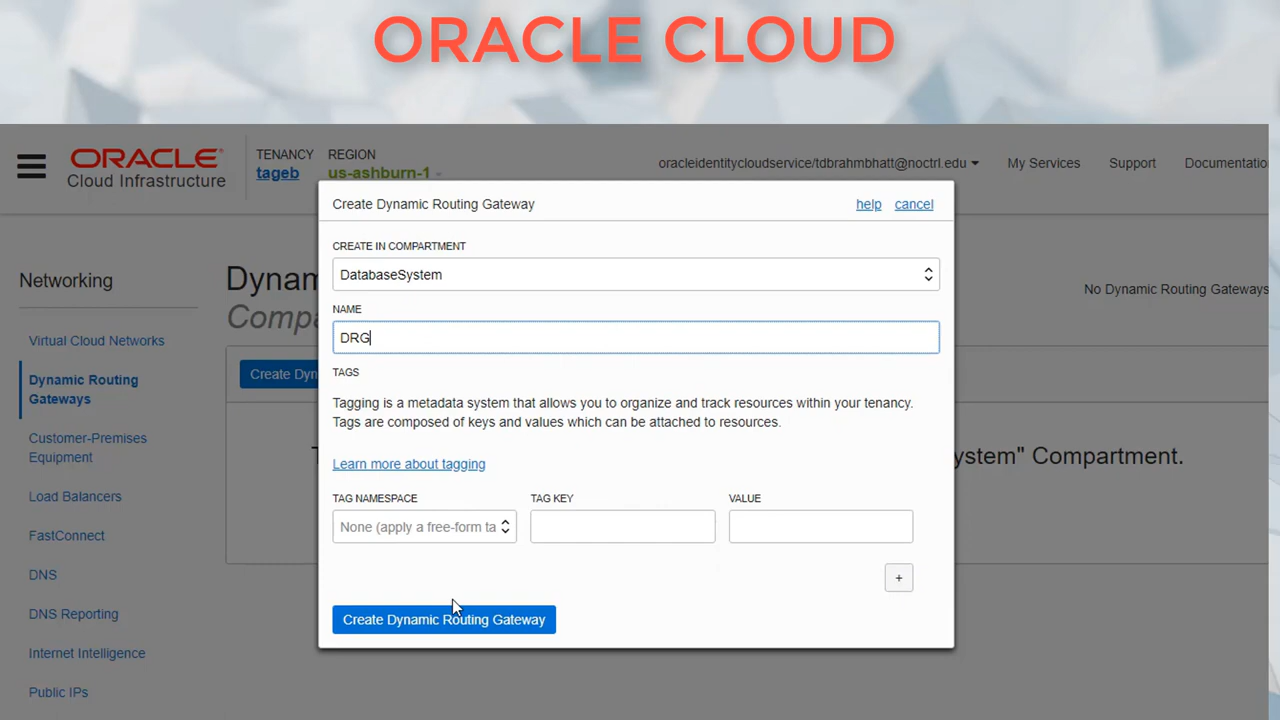 ORACLE CLOUD
ORACLE
Cloud Infrastructure
TENANCY
tageb
REGION
us-ashburn-1
oracleidentitycloudservice/tdbrahmbhatt@noctrl.edu
My Services
Support
Documentatio
Create Dynamic Routing Gateway
help
cancel
CREATE IN COMPARTMENT
DatabaseSystem
NAME
DRG
TAGS
Tagging is a metadata system that allows you to organize and track resources within your tenancy.
Tags are composed of keys and values which can be attached to resources.
Learn more about tagging
TAG NAMESPACE
TAG KEY
VALUE
None (apply a free-form ta
+
Create Dynamic Routing Gateway
Networking
Virtual Cloud Networks
Dynamic Routing
Gateways
Customer-Premises
Equipment
Load Balancers
FastConnect
DNS
DNS Reporting
Internet Intelligence
Public IPs
Dynam
Compa
No Dynamic Routing Gateways
Create Dyn
T
ystem" Compartment.